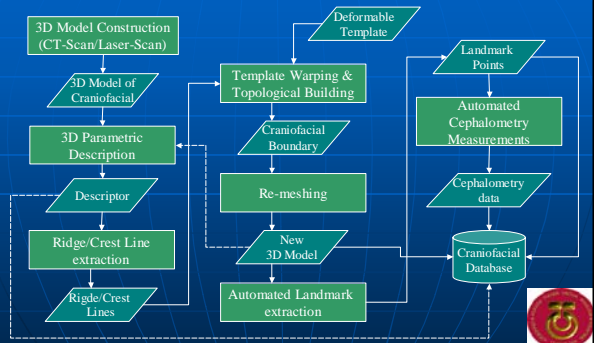 3D Model Construction
(CT-Scan/Laser-Scan)
3D Model of
Craniofacial
3D Parametric
Description
Descriptor
Ridge/Crest Line
extraction
Rigde/Crest
Lines
Deformable
Template
Template Warping &
Topological Building
Craniofacial
Boundary
Re-meshing
New
3D Model
Automated Landmark
extraction
Landmark
Points
Automated
Cephalometry
Measurements
Cephalometry
data
Craniofacial
Database